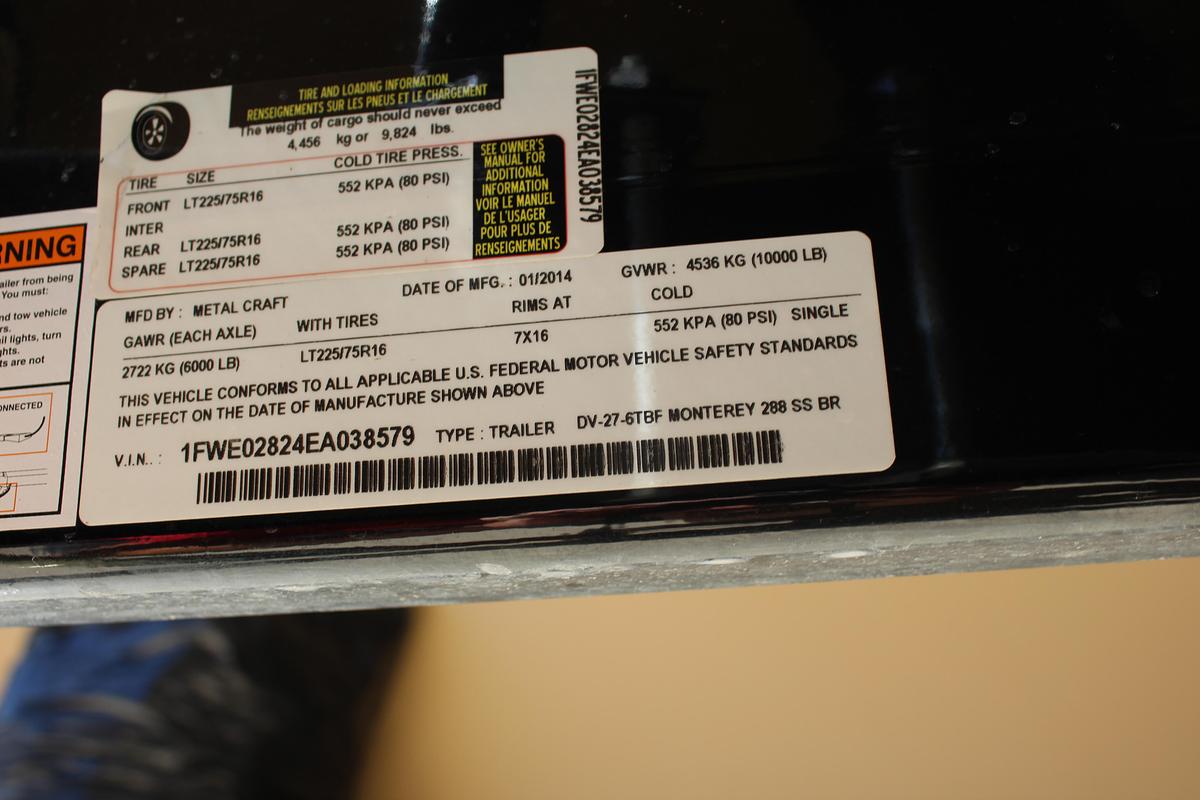 TIRE AND LOADING INFORMATION
RENSEIGNEMENTS SUR LES PNEUS ET LE CHARGEMENT
The weight of cargo should never exceed
4,456 kg or 9,824 lbs.
TIRE SIZE COLD TIRE PRESS.
FRONT LT225/75R16 552 KPA (80 PSI)
INTER
REAR LT225/75R16 552 KPA (80 PSI)
SPARE LT225/75R16 552 KPA (80 PSI)
SEE OWNER'S
MANUAL FOR
ADDITIONAL
INFORMATION
VOIR LE MANUEL
DE L'USAGER
POUR PLUS DE
RENSEIGNEMENTS
1FWE02824EA038579
RNING
ailer from being
You must:
nd tow vehicle
rs.
il lights, turn
ghts.
ts are not
ONNECTED
MFD BY : METAL CRAFT DATE OF MFG. : 01/2014 GVWR : 4536 KG (10000 LB)
GAWR (EACH AXLE) WITH TIRES RIMS AT COLD
2722 KG (6000 LB) LT225/75R16 7X16 552 KPA (80 PSI) SINGLE
THIS VEHICLE CONFORMS TO ALL APPLICABLE U.S. FEDERAL MOTOR VEHICLE SAFETY STANDARDS
IN EFFECT ON THE DATE OF MANUFACTURE SHOWN ABOVE
V.I.N.. : 1FWE02824EA038579 TYPE : TRAILER DV-27-6TBF MONTEREY 288 SS BR